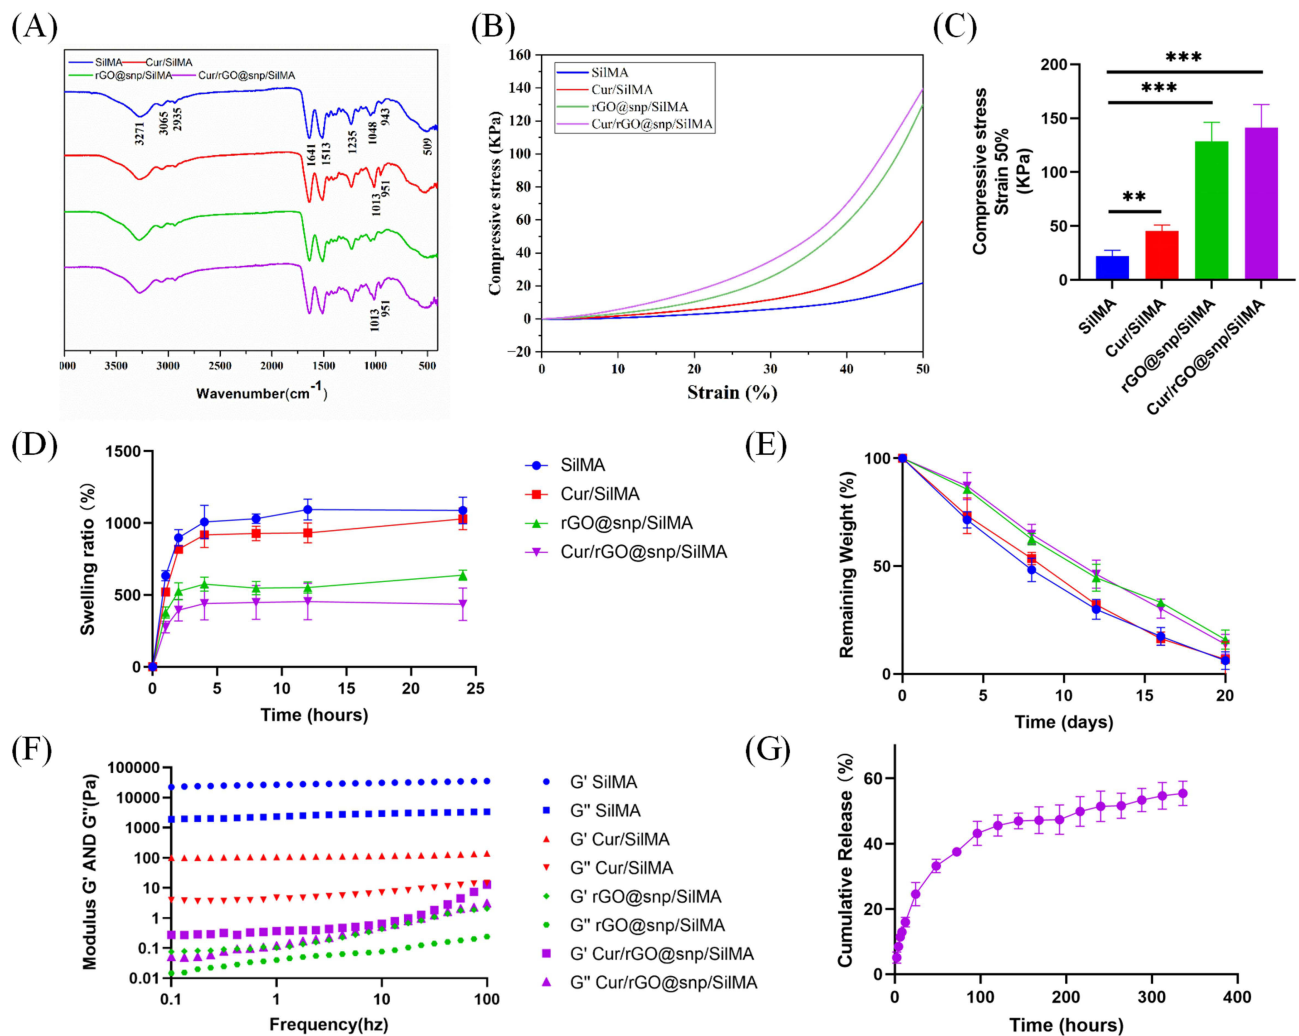 (A)
SilMA
Cur/SilMA
rGO@snp/SilMA
Cur/rGO@snp/SilMA
3271
3065
2935
1641
1513
1235
1048
943
509
1013
951
1013
951
000
3500
3000
2500
2000
1500
1000
500
Wavenumber(cm-1)
(B)
160
140
120
100
80
60
40
20
0
−20
Compressive stress (KPa)
SilMA
Cur/SilMA
rGO@snp/SilMA
Cur/rGO@snp/SilMA
0
10
20
30
40
50
Strain (%)
(C)
Compressive stress
Strain 50%
(KPa)
200
150
100
50
0
***
***
**
SilMA
Cur/SilMA
rGO@snp/SilMA
Cur/rGO@snp/SilMA
(D)
Swelling ratio (%)
1500
1000
500
0
0
5
10
15
20
25
Time (hours)
SilMA
Cur/SilMA
rGO@snp/SilMA
Cur/rGO@snp/SilMA
(E)
Remaining Weight (%)
100
50
0
0
5
10
15
20
Time (days)
(F)
Modulus G' AND G''(Pa)
100000
10000
1000
100
10
1
0.1
0.01
0.1
1
10
100
Frequency(hz)
G' SilMA
G'' SilMA
G' Cur/SilMA
G'' Cur/SilMA
G' rGO@snp/SilMA
G'' rGO@snp/SilMA
G' Cur/rGO@snp/SilMA
G'' Cur/rGO@snp/SilMA
(G)
Cumulative Release (%)
60
40
20
0
0
100
200
300
400
Time (hours)